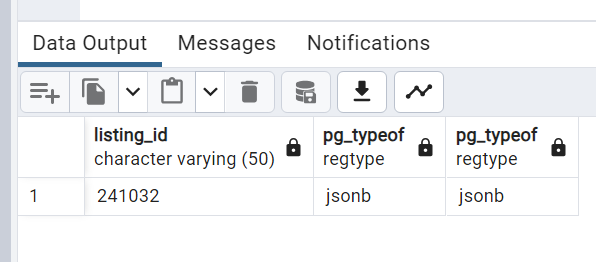 Data Output Messages Notifications
listing_id pg_typeof pg_typeof
character varying (50) regtype regtype
1 241032 jsonb jsonb